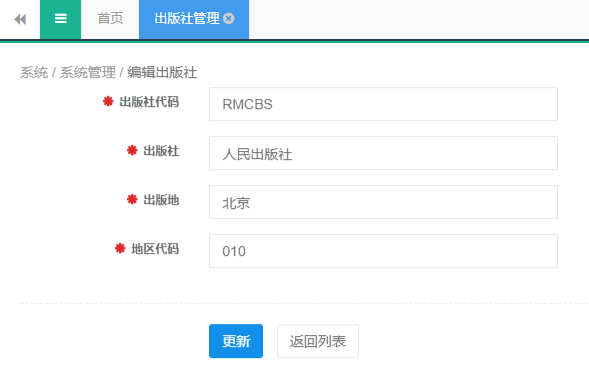 首页 出版社管理
系统 / 系统管理 / 编辑出版社
出版社代码 RMCBS
出版社 人民出版社
出版地 北京
地区代码 010
更新 返回列表